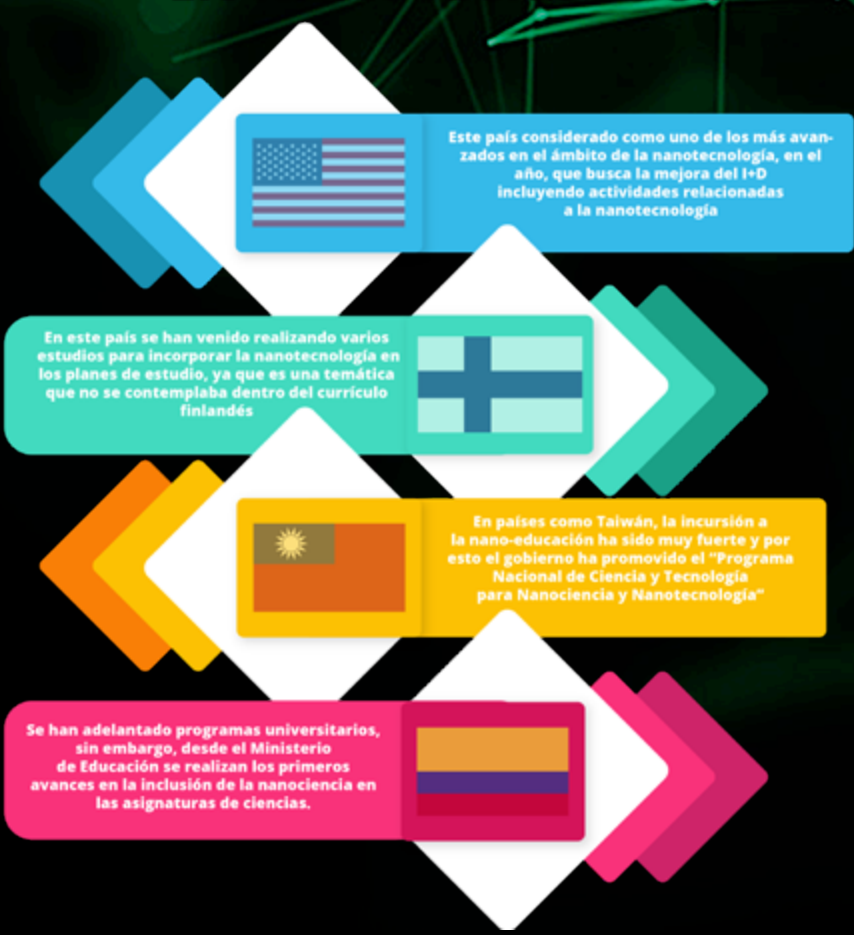 Este país considerado como uno de los más avan-
zados en el ámbito de la nanotecnología, en el
año, que busca la mejora del I+D
incluyendo actividades relacionadas
a la nanotecnología
En este país se han venido realizando varios
estudios para incorporar la nanotecnología en
los planes de estudio, ya que es una temática
que no se contemplaba dentro del currículo
finlandés
En países como Taiwán, la incursión a
la nano-educación ha sido muy fuerte y por
esto el gobierno ha promovido el "Programa
Nacional de Ciencia y Tecnología
para Nanociencia y Nanotecnología"
Se han adelantado programas universitarios,
sin embargo, desde el Ministerio
de Educación se realizan los primeros
avances en la inclusión de la nanociencia en
las asignaturas de ciencias.